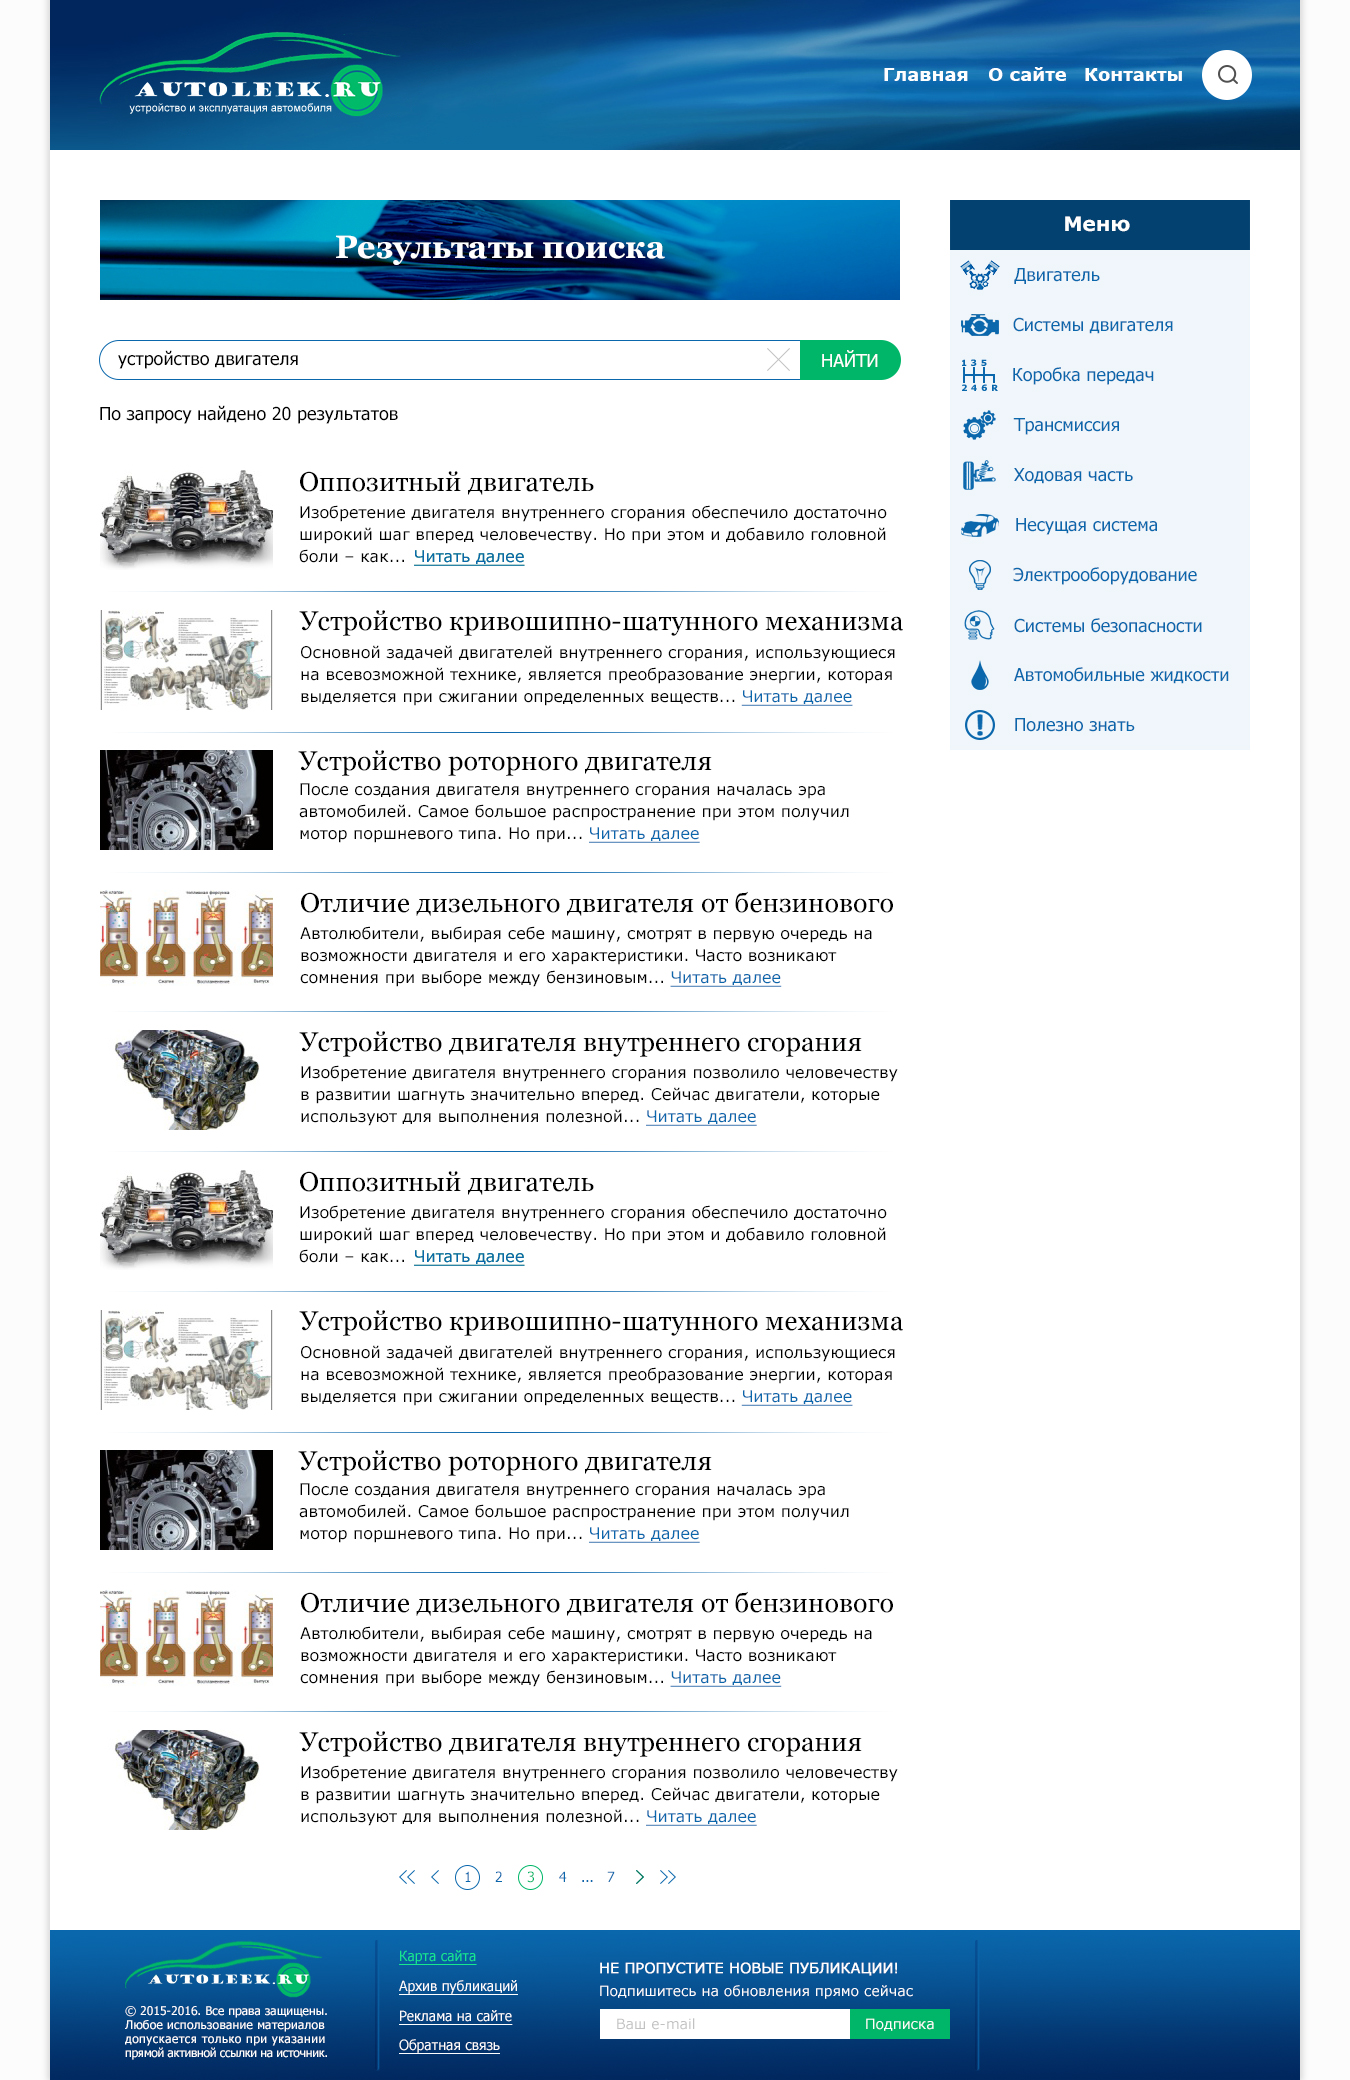 AUTOLEEK.RU
устройство и эксплуатация автомобиля
Главная О сайте Контакты
Результаты поиска
устройство двигателя
НАЙТИ
По запросу найдено 20 результатов
Оппозитный двигатель
Изобретение двигателя внутреннего сгорания обеспечило достаточно
широкий шаг вперед человечеству. Но при этом и добавило головной
боли – как... Читать далее
Устройство кривошипно-шатунного механизма
Основной задачей двигателей внутреннего сгорания, использующиеся
на всевозможной технике, является преобразование энергии, которая
выделяется при сжигании определенных веществ... Читать далее
Устройство роторного двигателя
После создания двигателя внутреннего сгорания началась эра
автомобилей. Самое большое распространение при этом получил
мотор поршневого типа. Но при... Читать далее
Отличие дизельного двигателя от бензинового
Автолюбители, выбирая себе машину, смотрят в первую очередь на
возможности двигателя и его характеристики. Часто возникают
сомнения при выборе между бензиновым... Читать далее
Впуск Сжатие Воспламенение Выпуск
Устройство двигателя внутреннего сгорания
Изобретение двигателя внутреннего сгорания позволило человечеству
в развитии шагнуть значительно вперед. Сейчас двигатели, которые
используют для выполнения полезной... Читать далее
Оппозитный двигатель
Изобретение двигателя внутреннего сгорания обеспечило достаточно
широкий шаг вперед человечеству. Но при этом и добавило головной
боли – как... Читать далее
Устройство кривошипно-шатунного механизма
Основной задачей двигателей внутреннего сгорания, использующиеся
на всевозможной технике, является преобразование энергии, которая
выделяется при сжигании определенных веществ... Читать далее
Устройство роторного двигателя
После создания двигателя внутреннего сгорания началась эра
автомобилей. Самое большое распространение при этом получил
мотор поршневого типа. Но при... Читать далее
Отличие дизельного двигателя от бензинового
Автолюбители, выбирая себе машину, смотрят в первую очередь на
возможности двигателя и его характеристики. Часто возникают
сомнения при выборе между бензиновым... Читать далее
Впуск Сжатие Воспламенение Выпуск
Устройство двигателя внутреннего сгорания
Изобретение двигателя внутреннего сгорания позволило человечеству
в развитии шагнуть значительно вперед. Сейчас двигатели, которые
используют для выполнения полезной... Читать далее
1 2 3 4 ... 7
Меню
Двигатель
Системы двигателя
1 3 5
2 4 6 R
Коробка передач
Трансмиссия
Ходовая часть
Несущая система
Электрооборудование
Системы безопасности
Автомобильные жидкости
Полезно знать
AUTOLEEK.RU
© 2015-2016. Все права защищены.
Любое использование материалов
допускается только при указании
прямой активной ссылки на источник.
Карта сайта
Архив публикаций
Реклама на сайте
Обратная связь
НЕ ПРОПУСТИТЕ НОВЫЕ ПУБЛИКАЦИИ!
Подпишитесь на обновления прямо сейчас
Ваш e-mail
Подписка